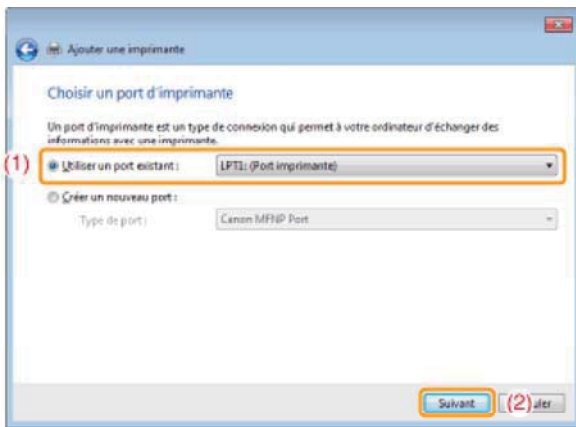 Ajouter une imprimante
Choisir un port d'imprimante
Un port d'imprimante est un type de connexion qui permet à votre ordinateur d'échanger des
informations avec une imprimante.
(1) Utiliser un port existant : LPT1: (Port imprimante)
Créer un nouveau port :
Type de port : Canon MFNP Port
Suivant (2)